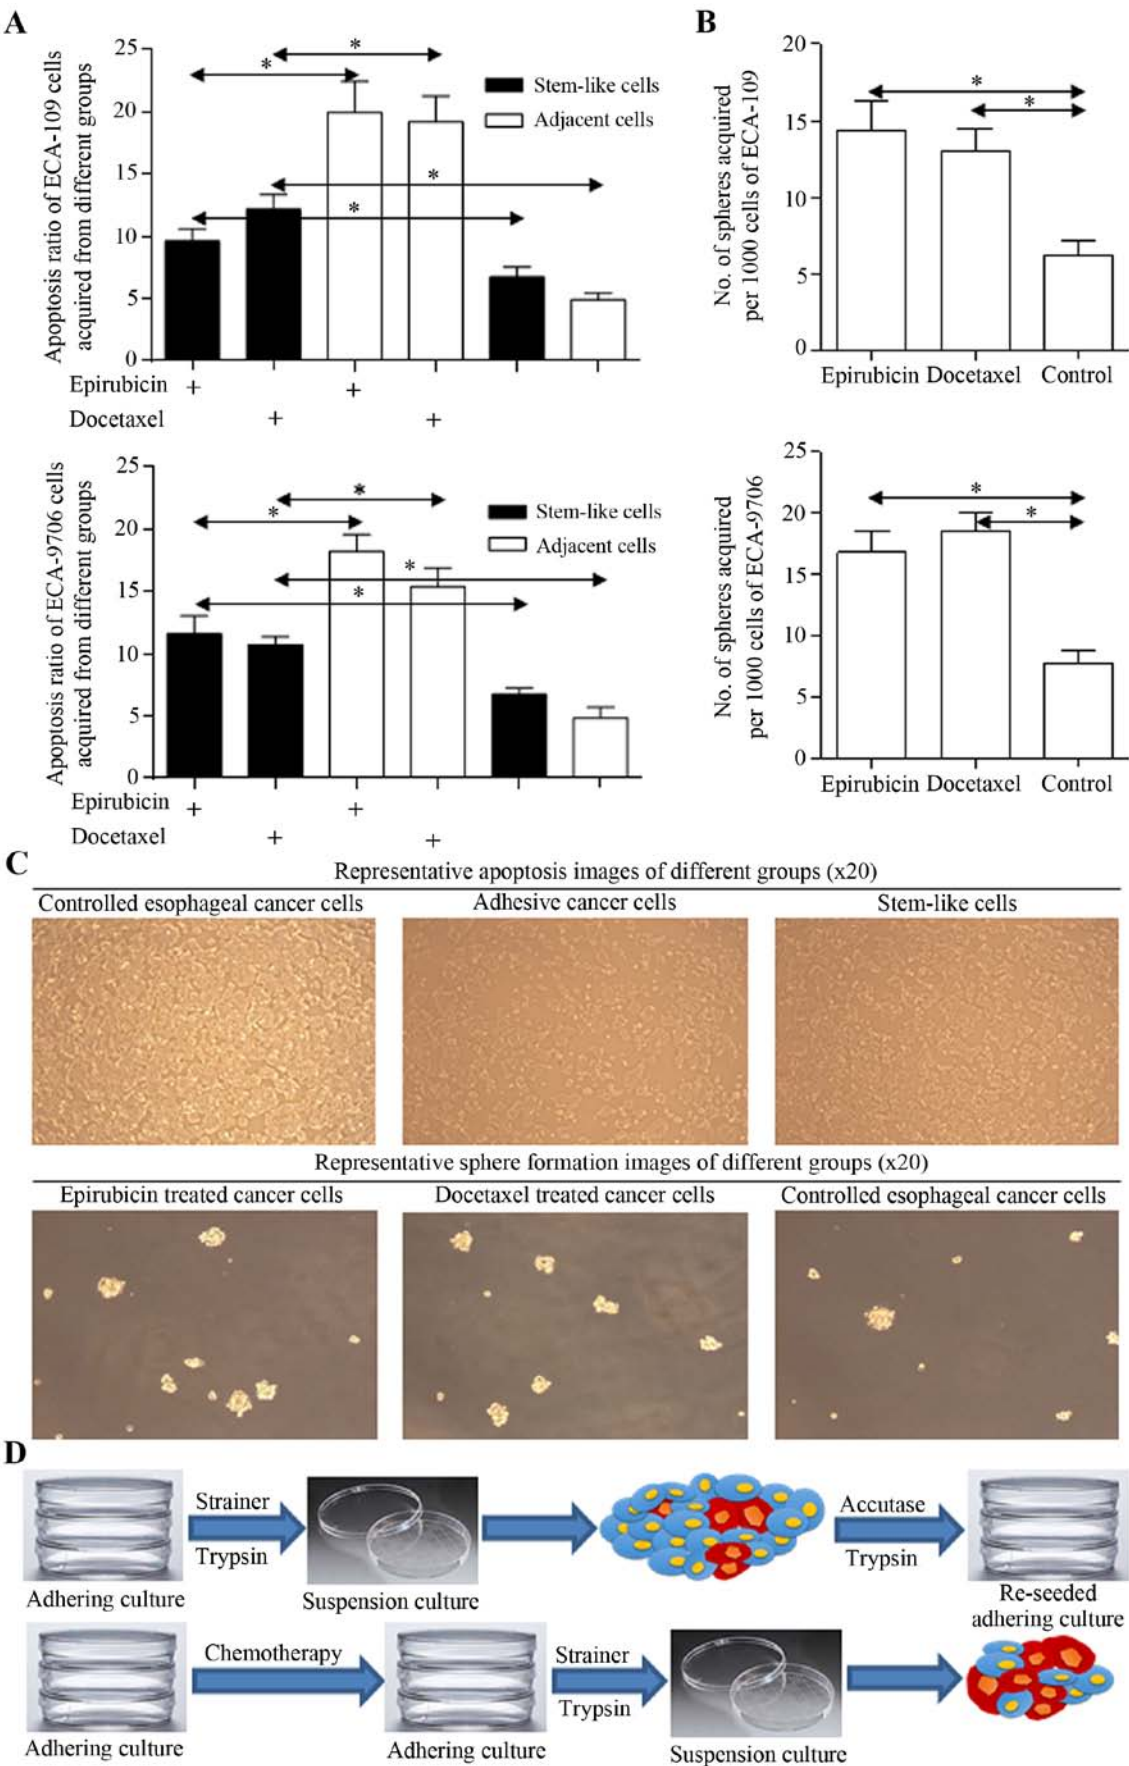 A
Apoptosis ratio of ECA-109 cells
acquired from different groups
25
20
15
10
5
0
*
*
*
*
Stem-like cells
Adjacent cells
Epirubicin + +
Docetaxel + +
B
No. of spheres acquired
per 1000 cells of ECA-109
20
15
10
5
0
*
*
Epirubicin Docetaxel Control
Apoptosis ratio of ECA-9706 cells
acquired from different groups
25
20
15
10
5
0
*
*
*
*
Stem-like cells
Adjacent cells
Epirubicin + +
Docetaxel + +
No. of spheres acquired
per 1000 cells of ECA-9706
25
20
15
10
5
0
*
*
Epirubicin Docetaxel Control
C
Representative apoptosis images of different groups (x20)
Controlled esophageal cancer cells
Adhesive cancer cells
Stem-like cells
Representative sphere formation images of different groups (x20)
Epirubicin treated cancer cells
Docetaxel treated cancer cells
Controlled esophageal cancer cells
D
Adhering culture
Strainer
Trypsin
Suspension culture
Accutase
Trypsin
Re-seeded
adhering culture
Adhering culture
Chemotherapy
Adhering culture
Strainer
Trypsin
Suspension culture